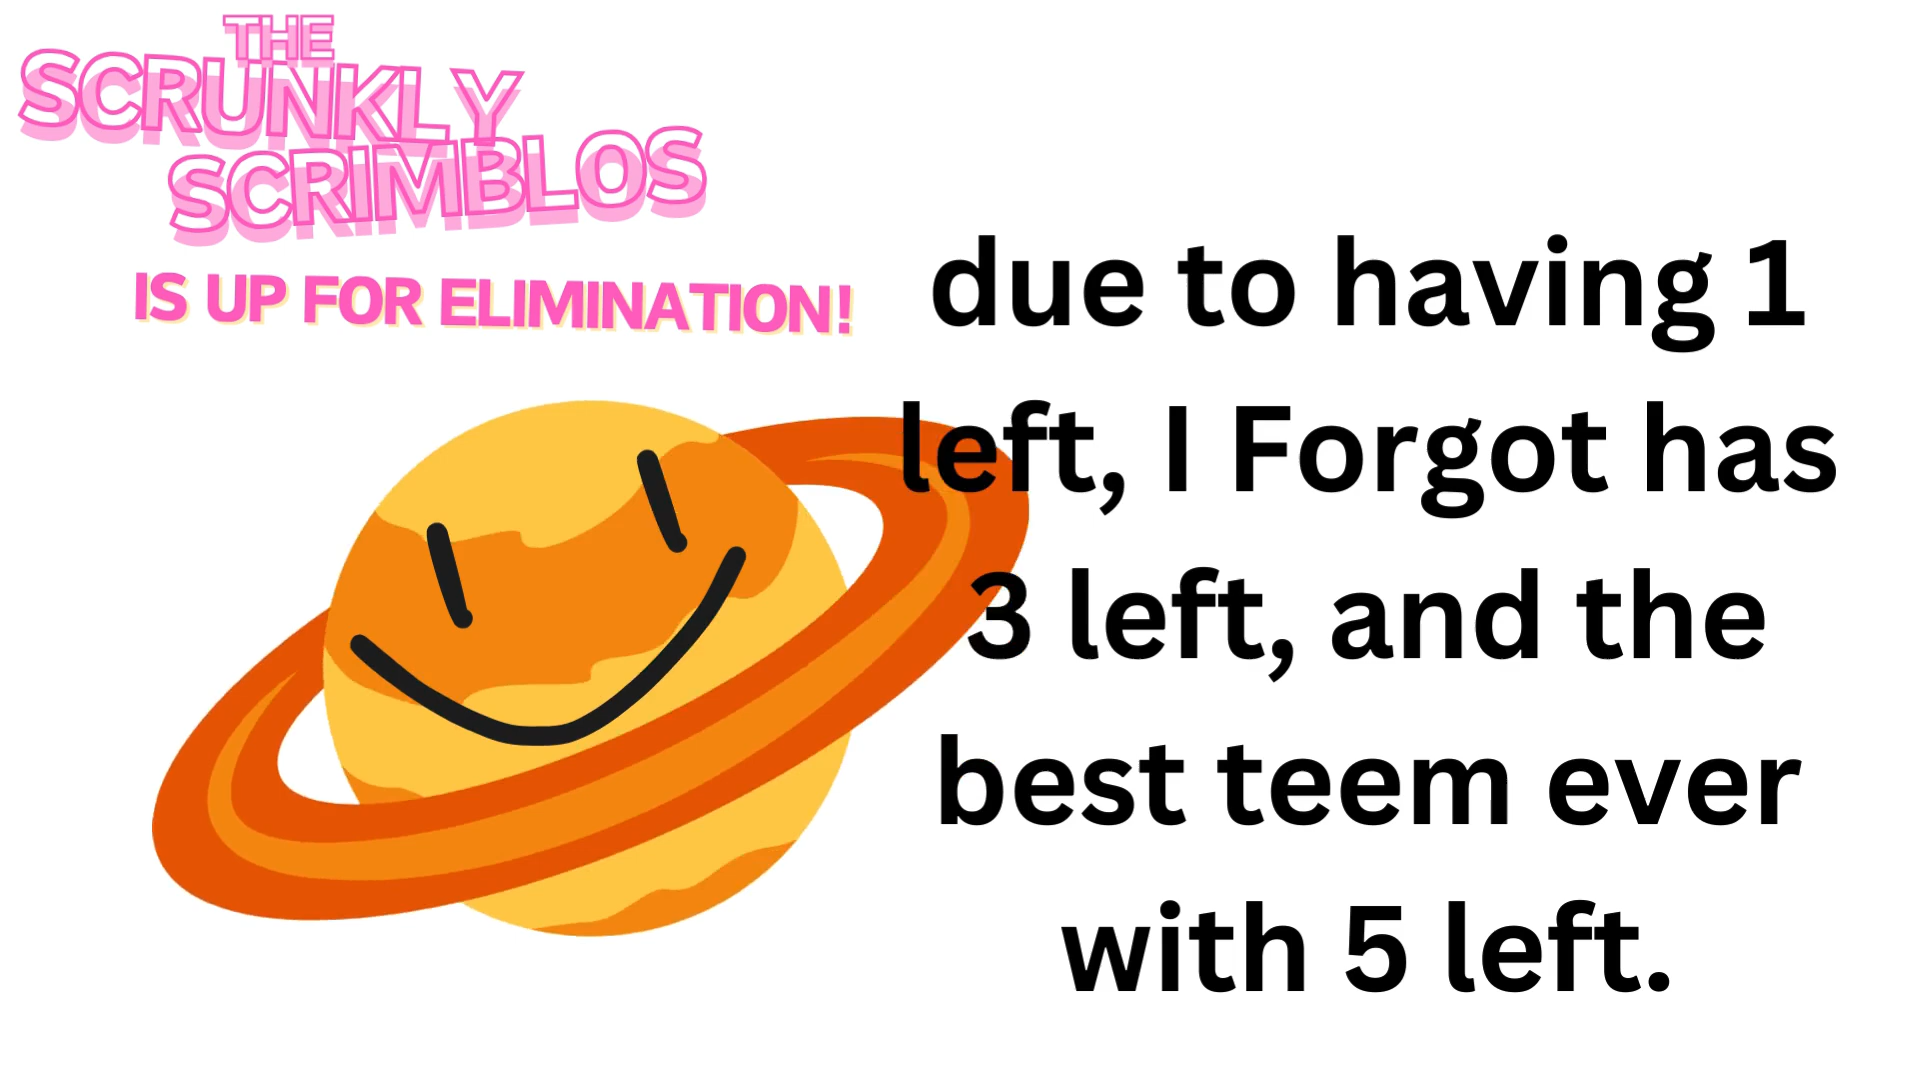 THE
SCRUNKLY
SCRIMBLOS
IS UP FOR ELIMINATION!
due to having 1
left, I Forgot has
3 left, and the
best teem ever
with 5 left.